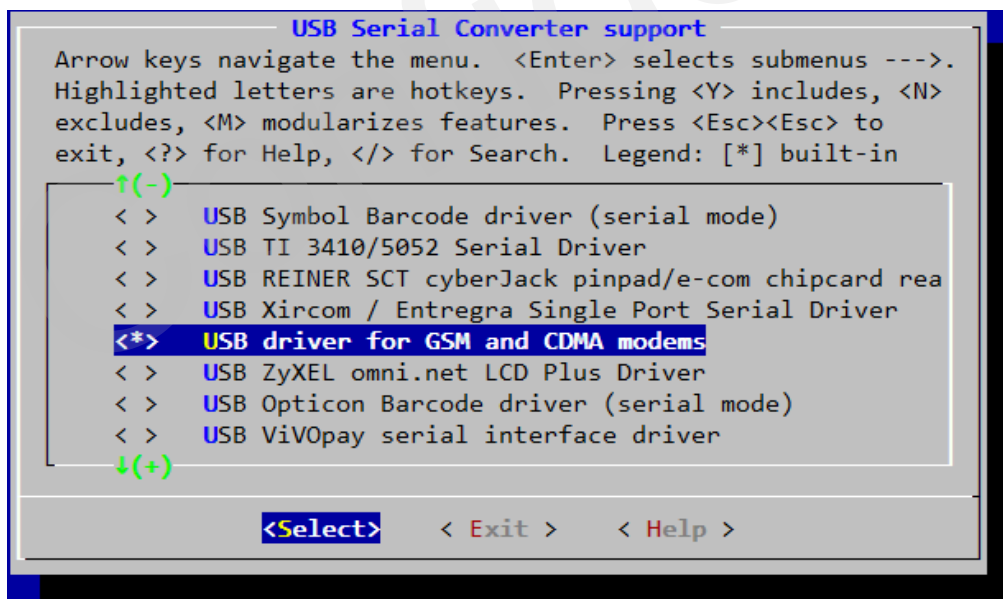 USB Serial Converter support
Arrow keys navigate the menu.  <Enter> selects submenus --->.
Highlighted letters are hotkeys.  Pressing <Y> includes, <N>
excludes, <M> modularizes features.  Press <Esc><Esc> to
exit, <?> for Help, </> for Search.  Legend: [*] built-in
↑(-)
< >   USB Symbol Barcode driver (serial mode)
< >   USB TI 3410/5052 Serial Driver
< >   USB REINER SCT cyberJack pinpad/e-com chipcard rea
< >   USB Xircom / Entregra Single Port Serial Driver
<*>   USB driver for GSM and CDMA modems
< >   USB ZyXEL omni.net LCD Plus Driver
< >   USB Opticon Barcode driver (serial mode)
< >   USB ViVOpay serial interface driver
↓(+)
<Select>    < Exit >    < Help >